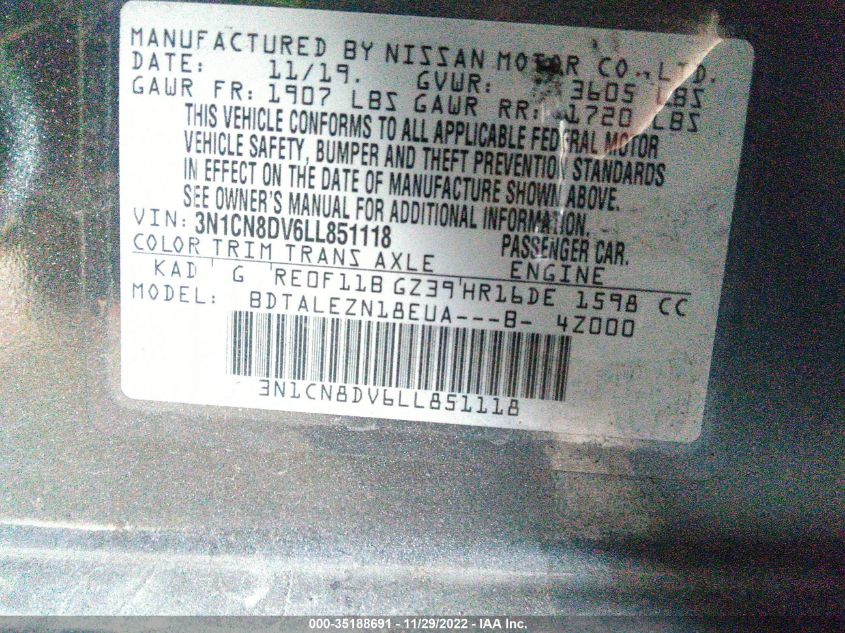 MANUFACTURED BY NISSAN MOTOR CO., LTD.
DATE: 11/19. GVWR: 3605 LBS
GAWR FR: 1907 LBS GAWR RR: 1720 LBS
THIS VEHICLE CONFORMS TO ALL APPLICABLE FEDERAL MOTOR
VEHICLE SAFETY, BUMPER AND THEFT PREVENTION STANDARDS
IN EFFECT ON THE DATE OF MANUFACTURE SHOWN ABOVE.
SEE OWNER'S MANUAL FOR ADDITIONAL INFORMATION.
VIN: 3N1CN8DV6LL851118 PASSENGER CAR.
COLOR TRIM TRANS AXLE ENGINE
KAD G RE0F11B GZ39 HR16DE 1598 CC
MODEL: BDTALEZN18EUA---B- 4Z000
3N1CN8DV6LL851118
000-35188691 - 11/29/2022 - IAA Inc.